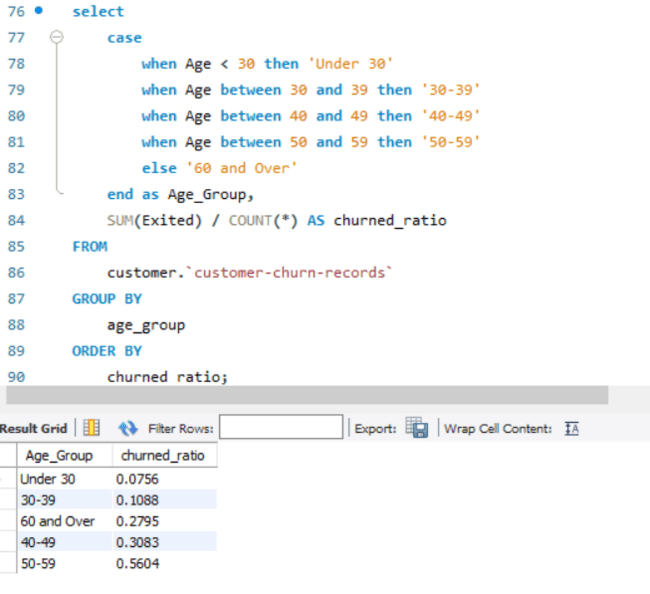 76 select
77 case
78 when Age < 30 then 'Under 30'
79 when Age between 30 and 39 then '30-39'
80 when Age between 40 and 49 then '40-49'
81 when Age between 50 and 59 then '50-59'
82 else '60 and Over'
83 end as Age_Group,
84 SUM(Exited) / COUNT(*) AS churned_ratio
85 FROM
86 customer.`customer-churn-records`
87 GROUP BY
88 age_group
89 ORDER BY
90 churned ratio;
Result Grid Filter Rows: Export: Wrap Cell Content: IA
Age_Group churned_ratio
Under 30 0.0756
30-39 0.1088
60 and Over 0.2795
40-49 0.3083
50-59 0.5604